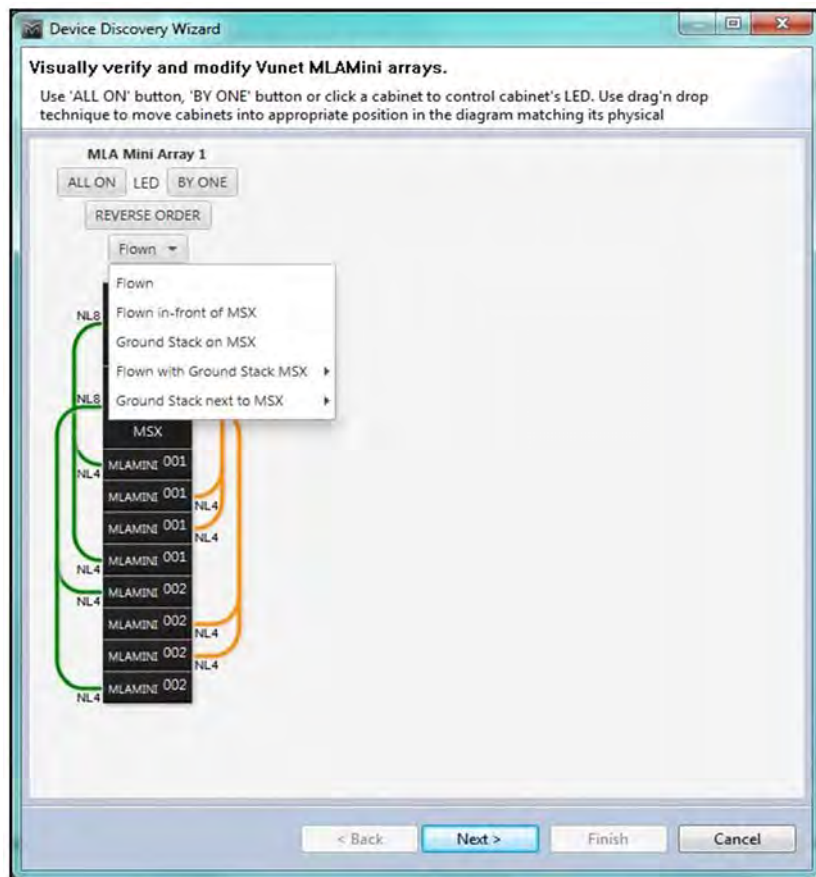 Device Discovery Wizard
Visually verify and modify Vunet MLAMini arrays.
Use 'ALL ON' button, 'BY ONE' button or click a cabinet to control cabinet's LED. Use drag'n drop
technique to move cabinets into appropriate position in the diagram matching its physical
MLA Mini Array 1
ALL ON LED BY ONE
REVERSE ORDER
Flown
Flown
NL8 Flown in-front of MSX
Ground Stack on MSX
Flown with Ground Stack MSX
NL8 Ground Stack next to MSX
MSX
MLAMINI 001
NL4
MLAMINI 001
NL4
MLAMINI 001
NL4
MLAMINI 001
NL4
MLAMINI 002
NL4
MLAMINI 002
NL4
MLAMINI 002
NL4
MLAMINI 002
NL4
< Back Next > Finish Cancel